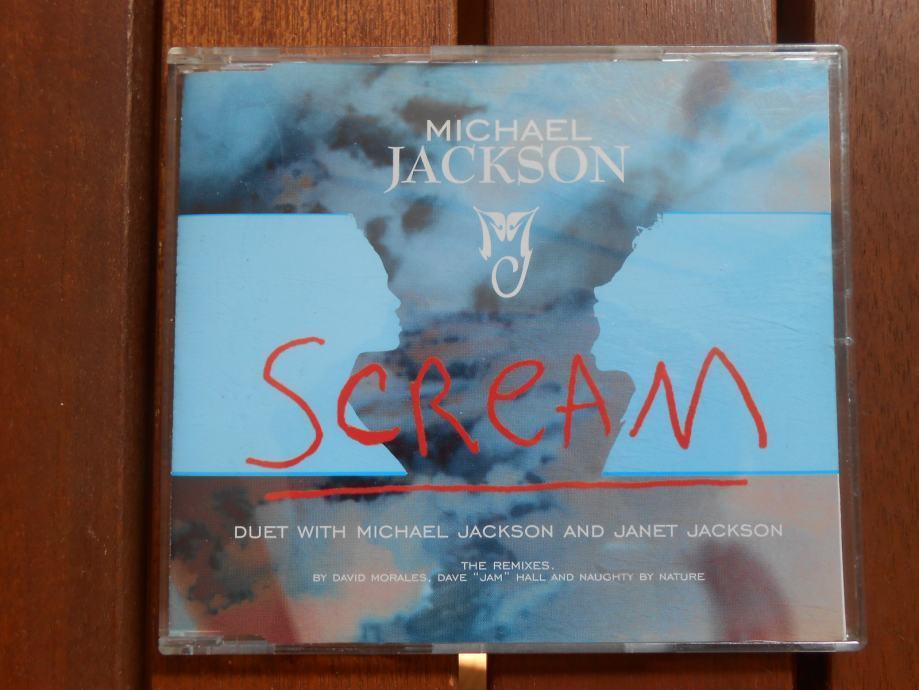 MICHAEL
JACKSON
MJ
SCReAM
DUET WITH MICHAEL JACKSON AND JANET JACKSON
THE REMIXES.
BY DAVID MORALES, DAVE "JAM" HALL AND NAUGHTY BY NATURE